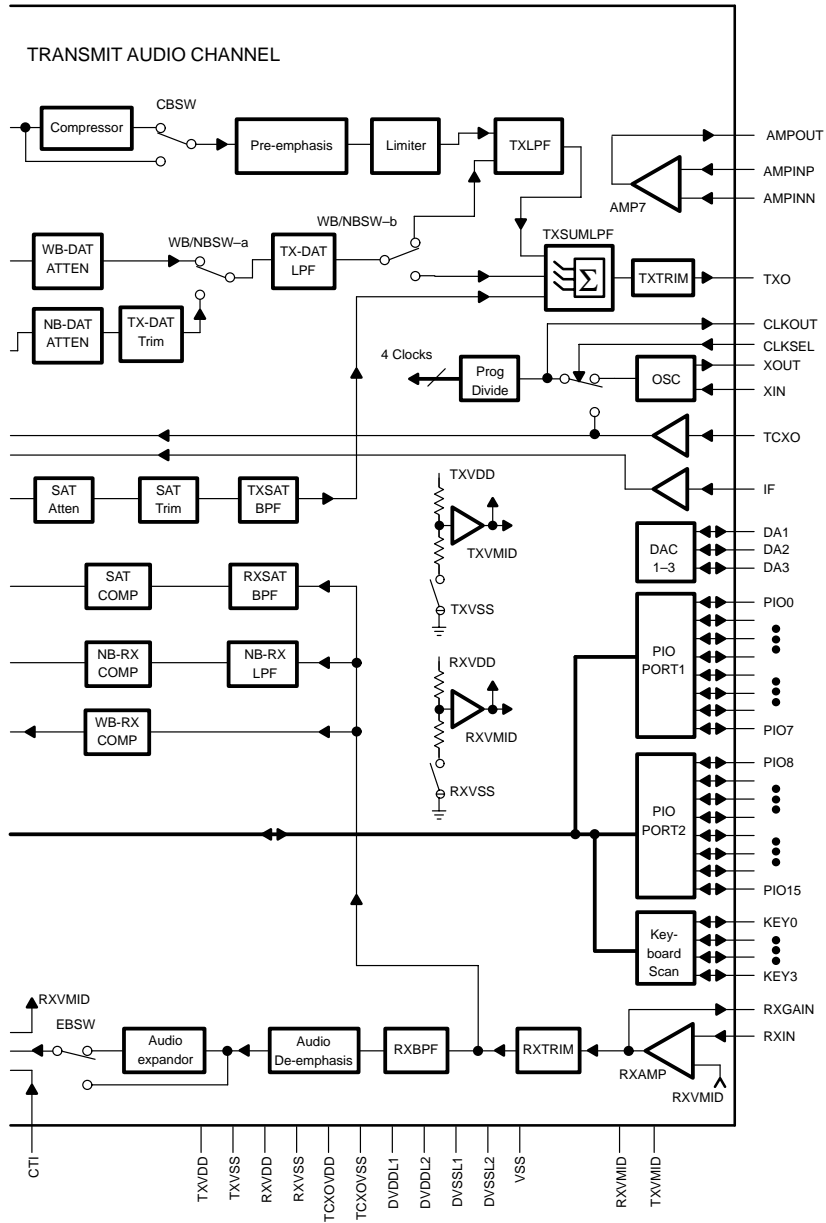 TRANSMIT AUDIO CHANNEL
CBSW
Compressor
Pre-emphasis
Limiter
TXLPF
AMPOUT
AMPINP
AMPINN
AMP7
WB-DAT
ATTEN
WB/NBSW–a
TX-DAT
LPF
WB/NBSW–b
TXSUMLPF
Σ
TXTRIM
TXO
NB-DAT
ATTEN
TX-DAT
Trim
4 Clocks
Prog
Divide
OSC
CLKOUT
CLKSEL
XOUT
XIN
TCXO
IF
SAT
Atten
SAT
Trim
TXSAT
BPF
TXVDD
TXVMID
TXVSS
DAC
1–3
DA1
DA2
DA3
SAT
COMP
RXSAT
BPF
NB-RX
COMP
NB-RX
LPF
WB-RX
COMP
RXVDD
RXVMID
RXVSS
PIO
PORT1
PIO0
PIO7
PIO
PORT2
PIO8
PIO15
Key-
board
Scan
KEY0
KEY3
RXVMID
EBSW
Audio
expandor
Audio
De-emphasis
RXBPF
RXTRIM
RXAMP
RXGAIN
RXIN
RXVMID
CTI
TXVDD
TXVSS
RXVDD
RXVSS
TCXOVDD
TCXOVSS
DVDDL1
DVDDL2
DVSSL1
DVSSL2
VSS
RXVMID
TXVMID